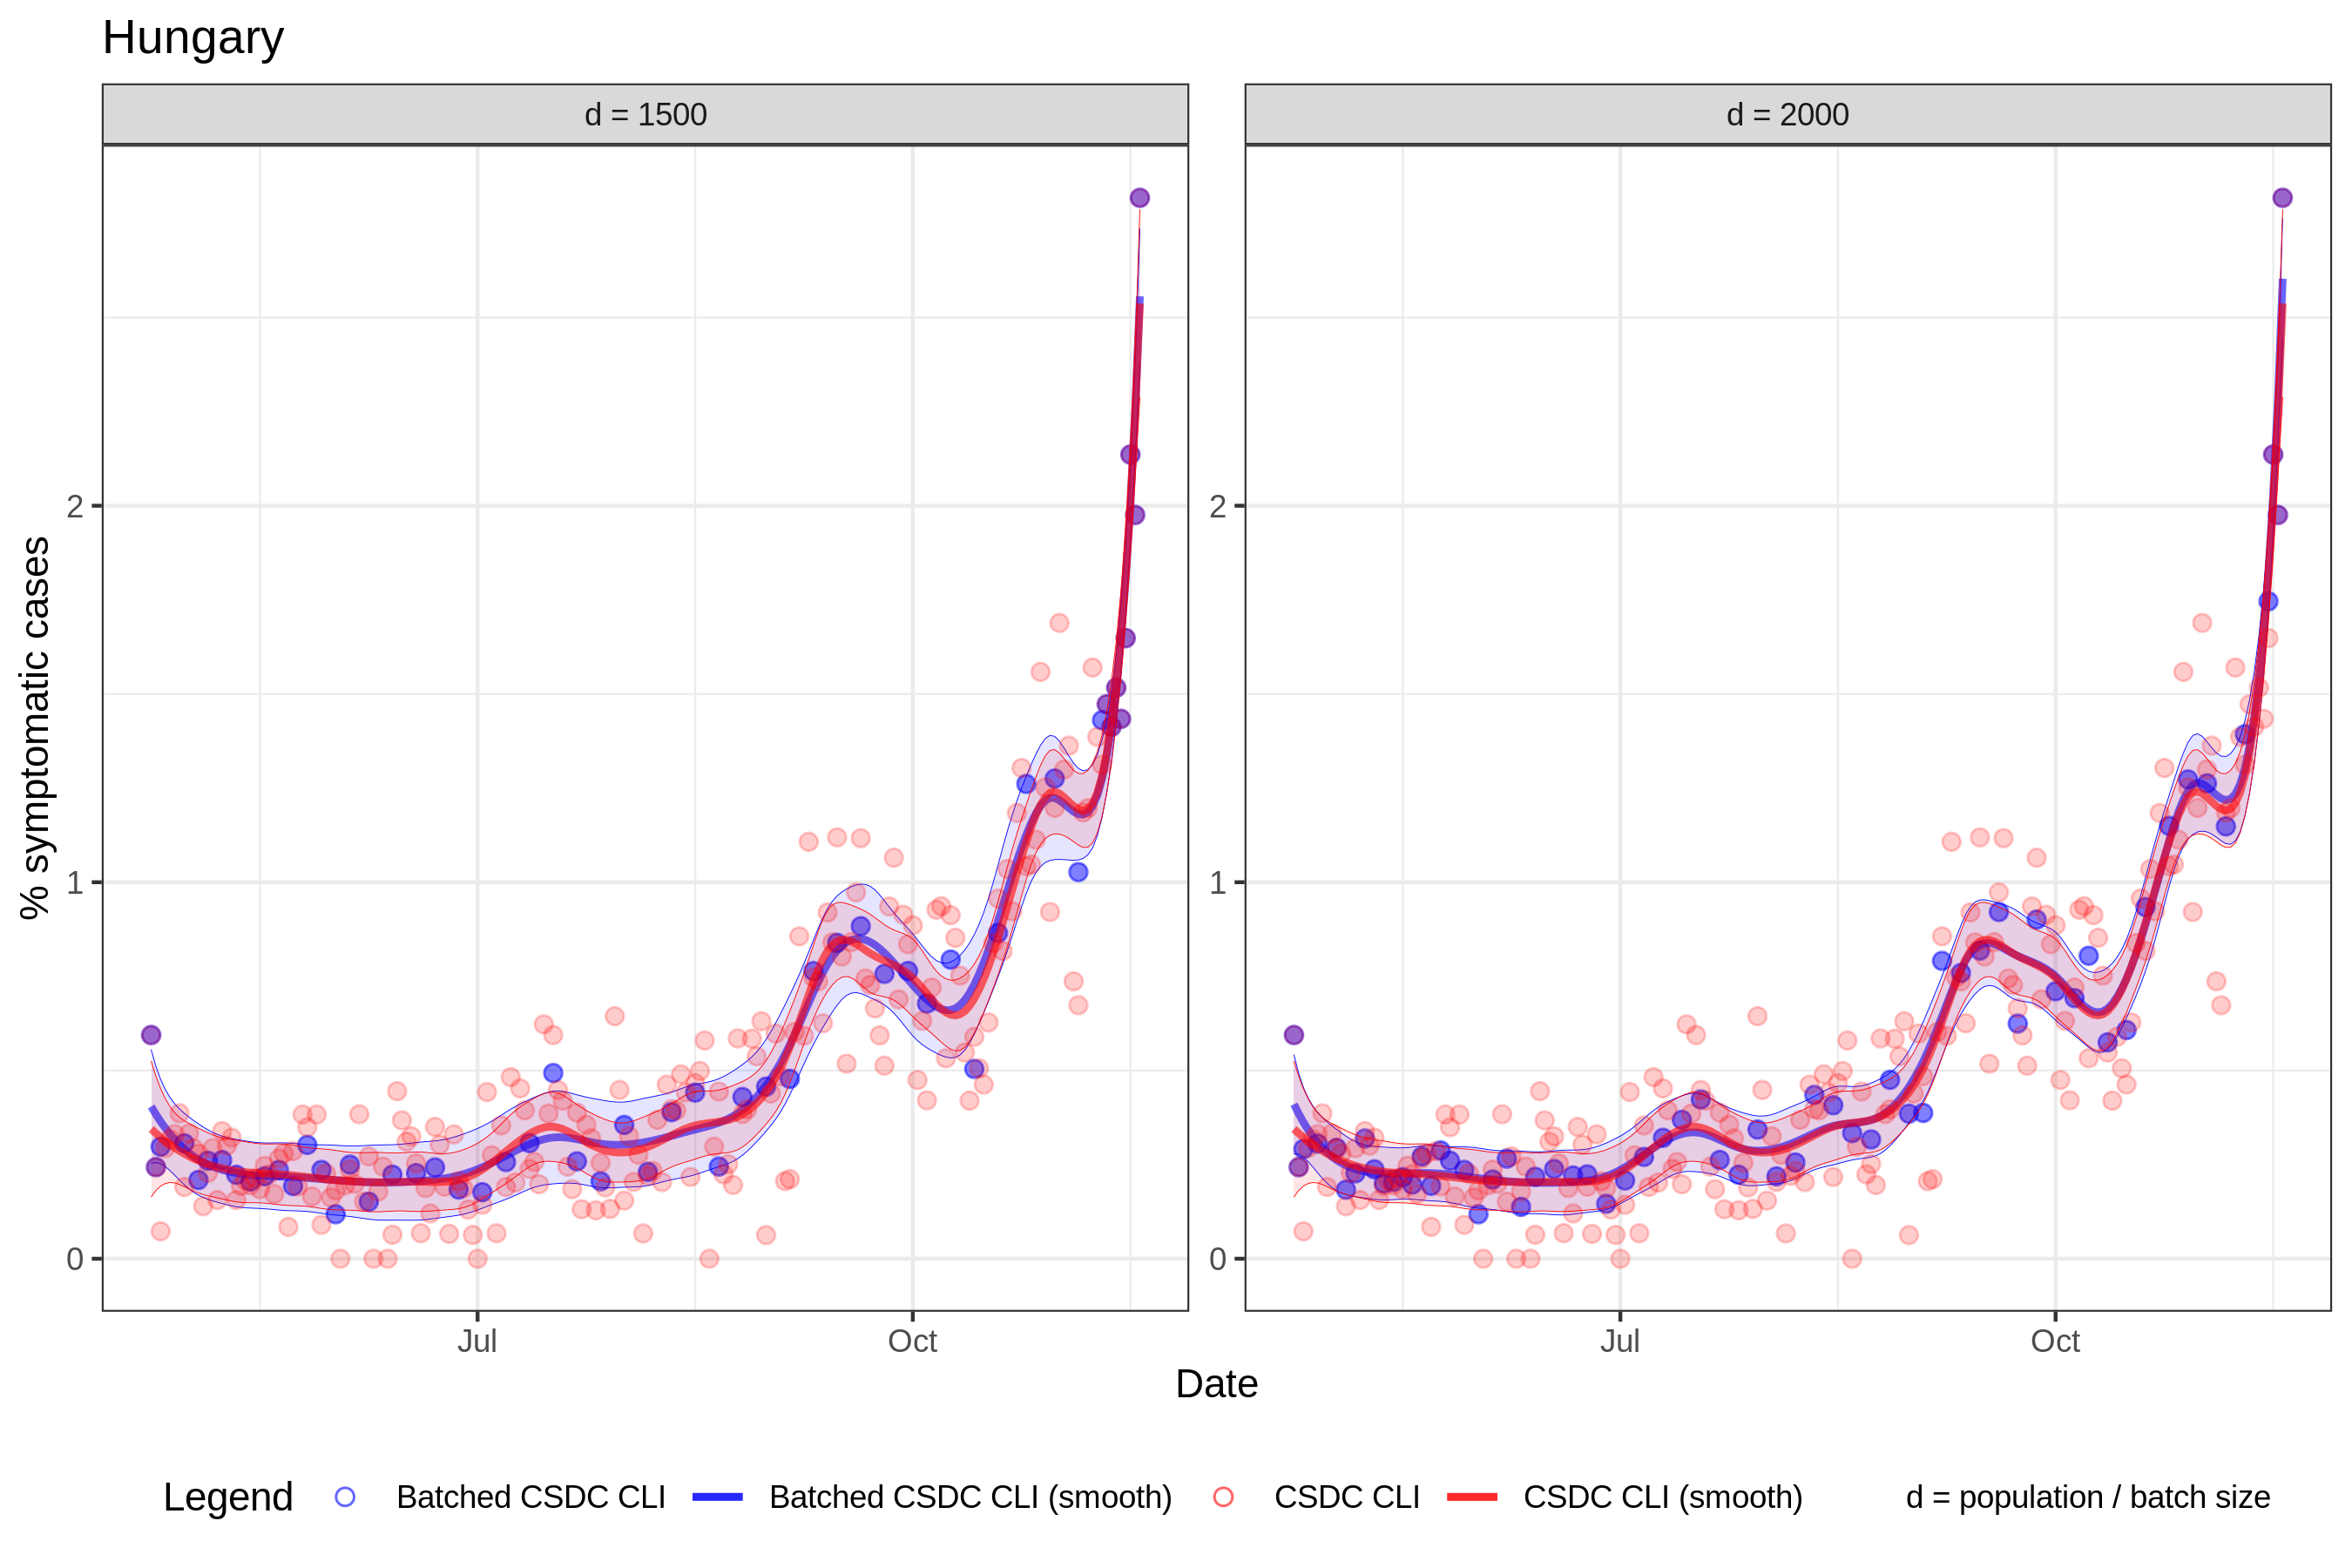 Hungary
d = 1500
d = 2000
% symptomatic cases
2
1
0
2
1
0
Jul
Oct
Jul
Oct
Date
Legend
Batched CSDC CLI
Batched CSDC CLI (smooth)
CSDC CLI
CSDC CLI (smooth)
d = population / batch size